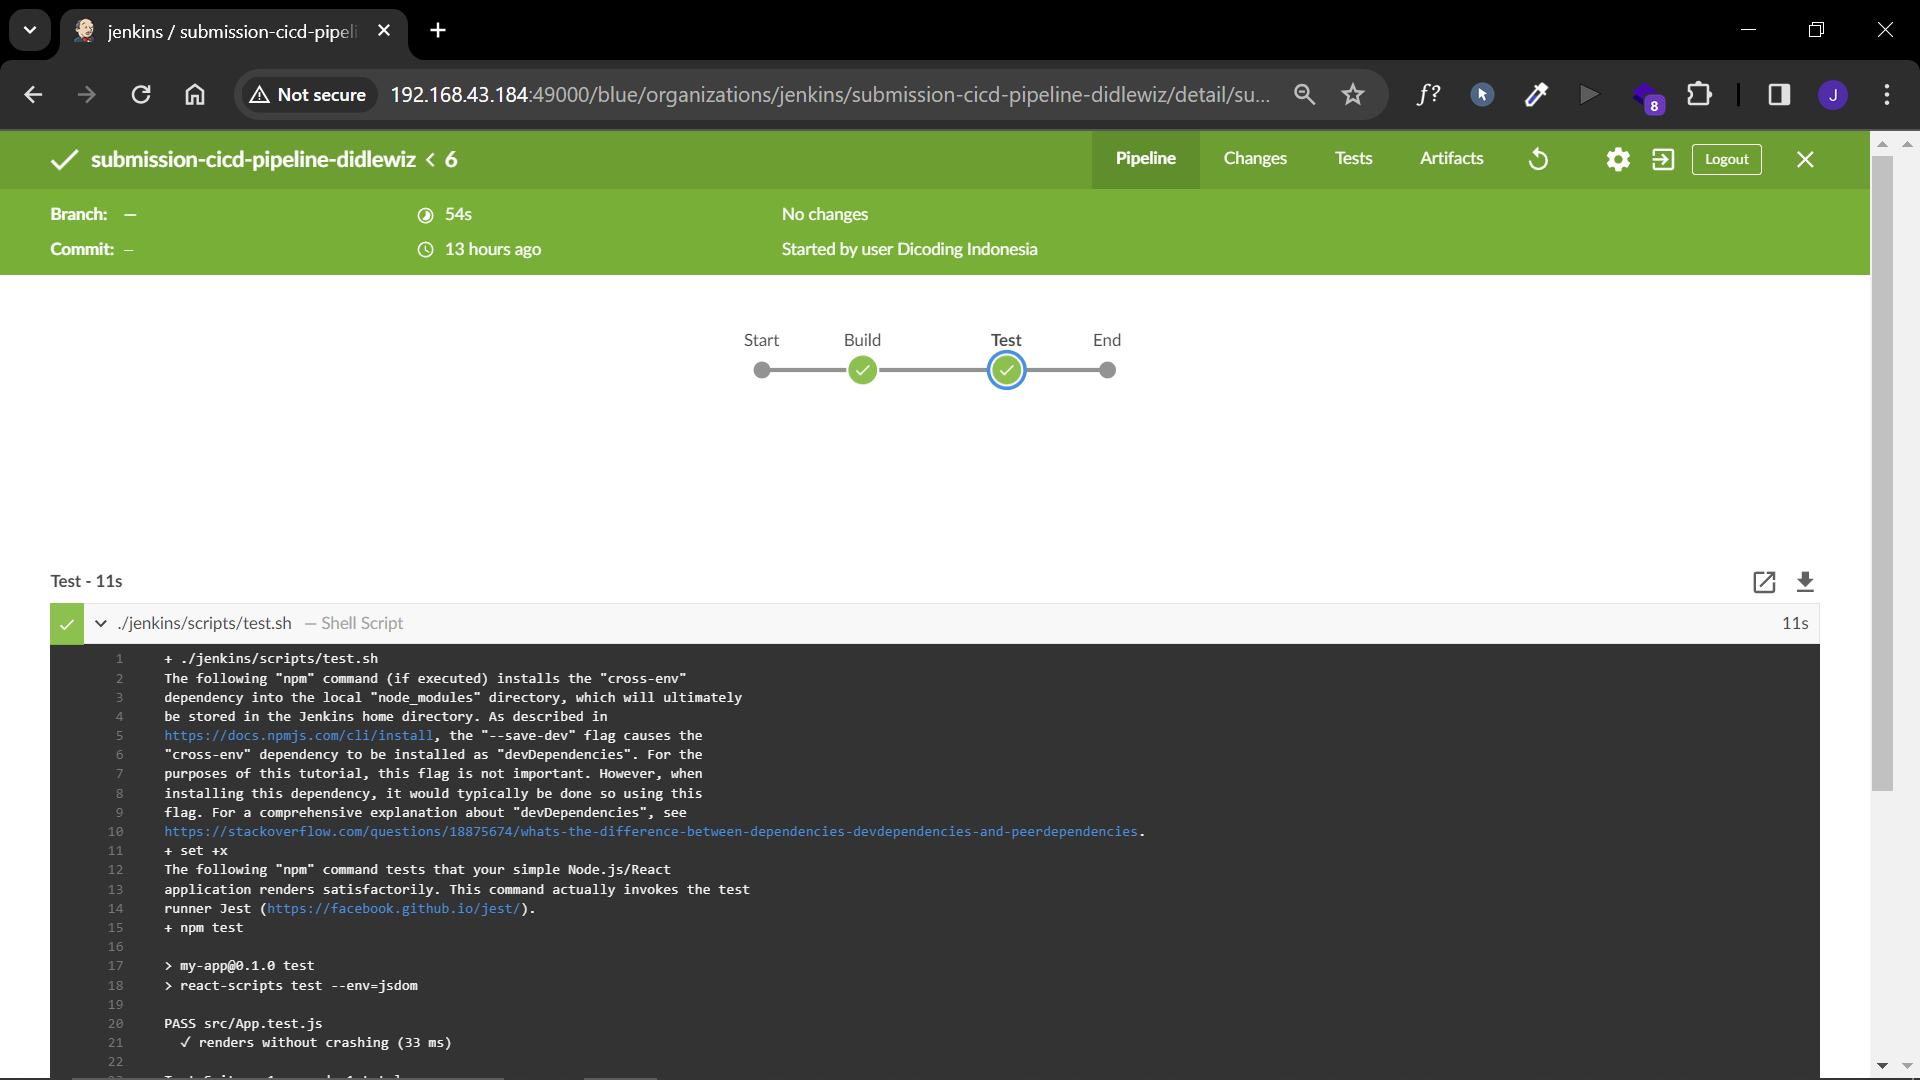 jenkins / submission-cicd-pipeli
Not secure
192.168.43.184:49000/blue/organizations/jenkins/submission-cicd-pipeline-didlewiz/detail/su...
f?
8
J
submission-cicd-pipeline-didlewiz < 6
Pipeline
Changes
Tests
Artifacts
Logout
Branch: —
54s
No changes
Commit: —
13 hours ago
Started by user Dicoding Indonesia
Start
Build
Test
End
Test - 11s
./jenkins/scripts/test.sh — Shell Script
11s
1 + ./jenkins/scripts/test.sh
2 The following "npm" command (if executed) installs the "cross-env"
3 dependency into the local "node_modules" directory, which will ultimately
4 be stored in the Jenkins home directory. As described in
5 https://docs.npmjs.com/cli/install, the "--save-dev" flag causes the
6 "cross-env" dependency to be installed as "devDependencies". For the
7 purposes of this tutorial, this flag is not important. However, when
8 installing this dependency, it would typically be done so using this
9 flag. For a comprehensive explanation about "devDependencies", see
10 https://stackoverflow.com/questions/18875674/whats-the-difference-between-dependencies-devdependencies-and-peerdependencies.
11 + set +x
12 The following "npm" command tests that your simple Node.js/React
13 application renders satisfactorily. This command actually invokes the test
14 runner Jest (https://facebook.github.io/jest/).
15 + npm test
16
17 > my-app@0.1.0 test
18 > react-scripts test --env=jsdom
19
20 PASS src/App.test.js
21 ✓ renders without crashing (33 ms)
22